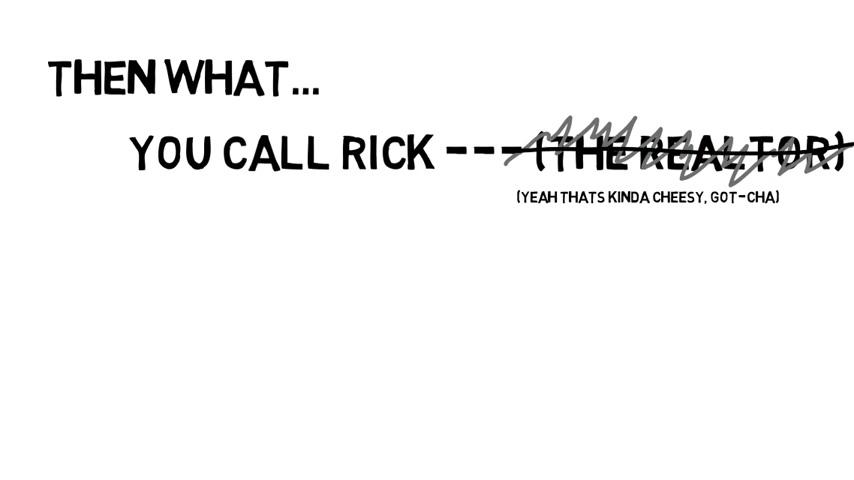 THEN WHAT...
YOU CALL RICK --- (THE REALTOR)
(YEAH THATS KINDA CHEESY, GOT-CHA)